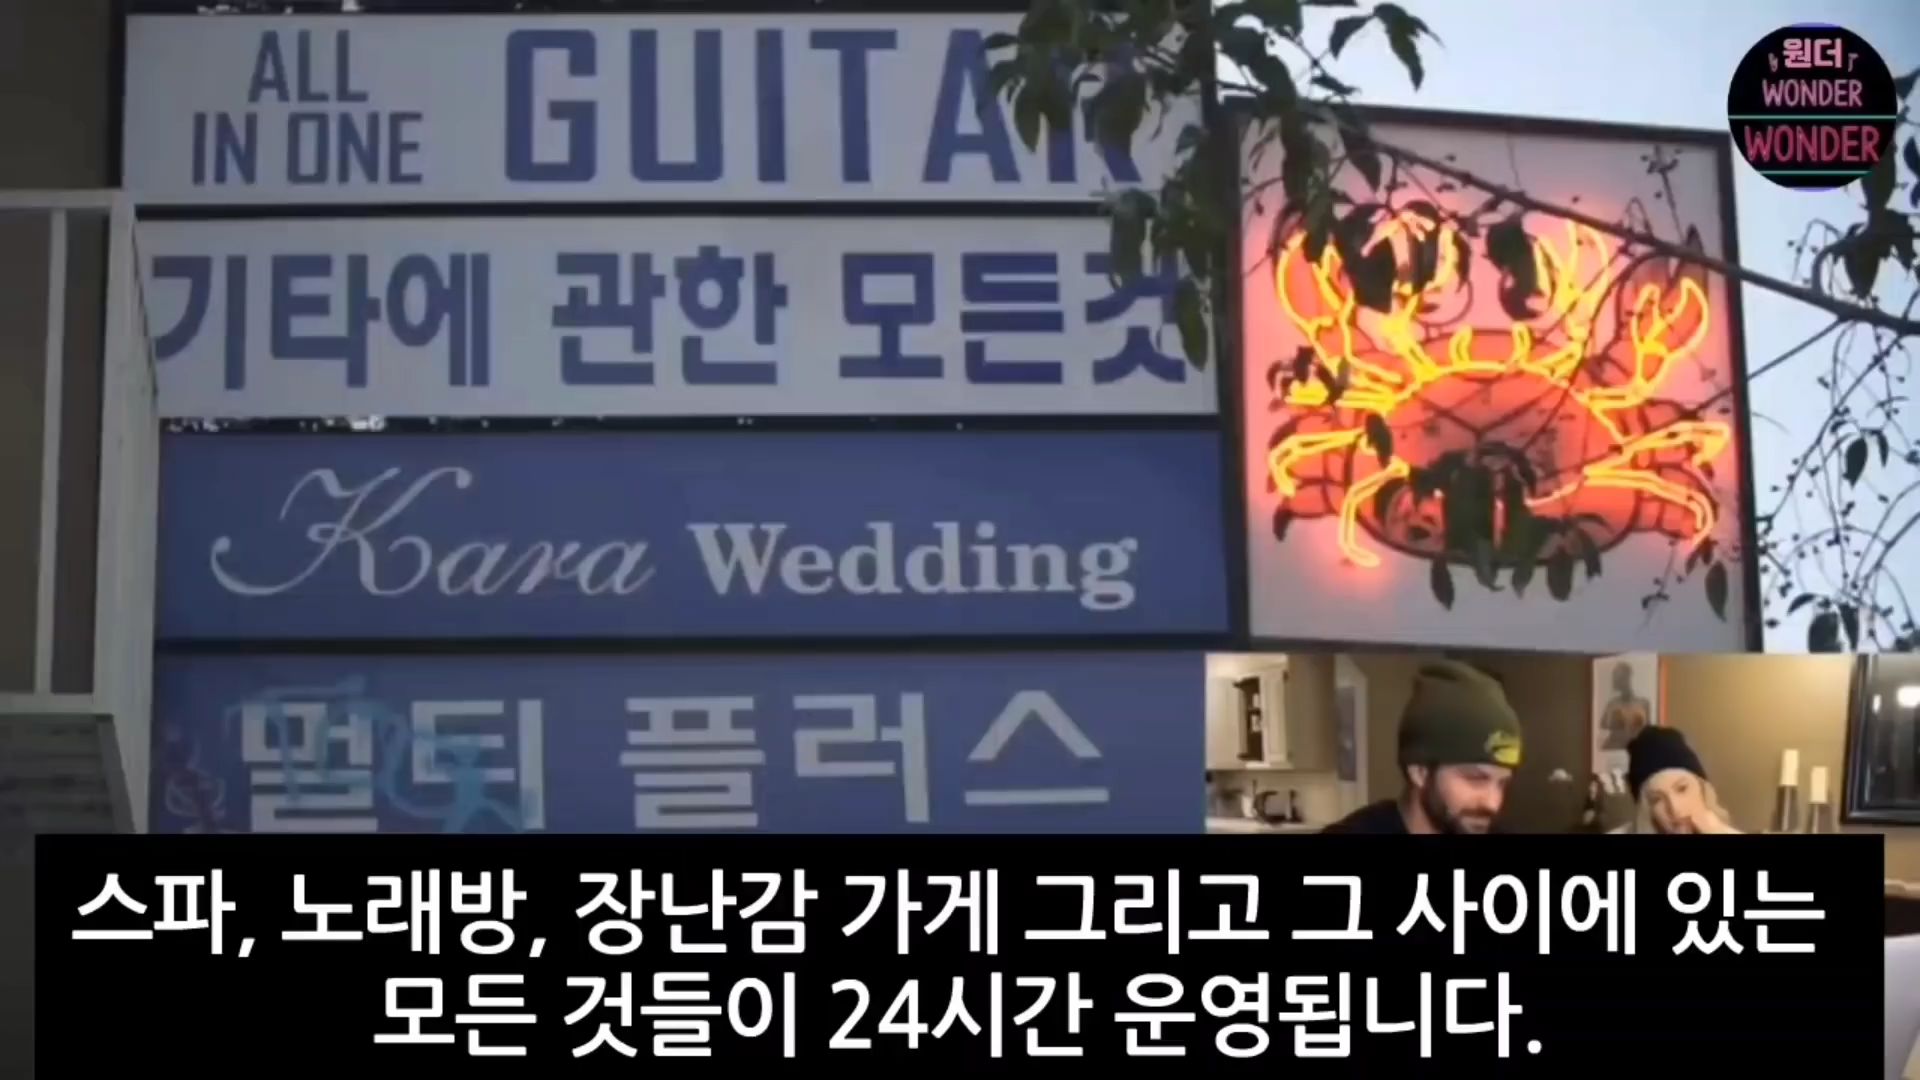 ALL
IN ONE
GUITAR
기타에 관한 모든것
Kara Wedding
멀티 플러스
원더
WONDER
WONDER
스파, 노래방, 장난감 가게 그리고 그 사이에 있는
모든 것들이 24시간 운영됩니다.